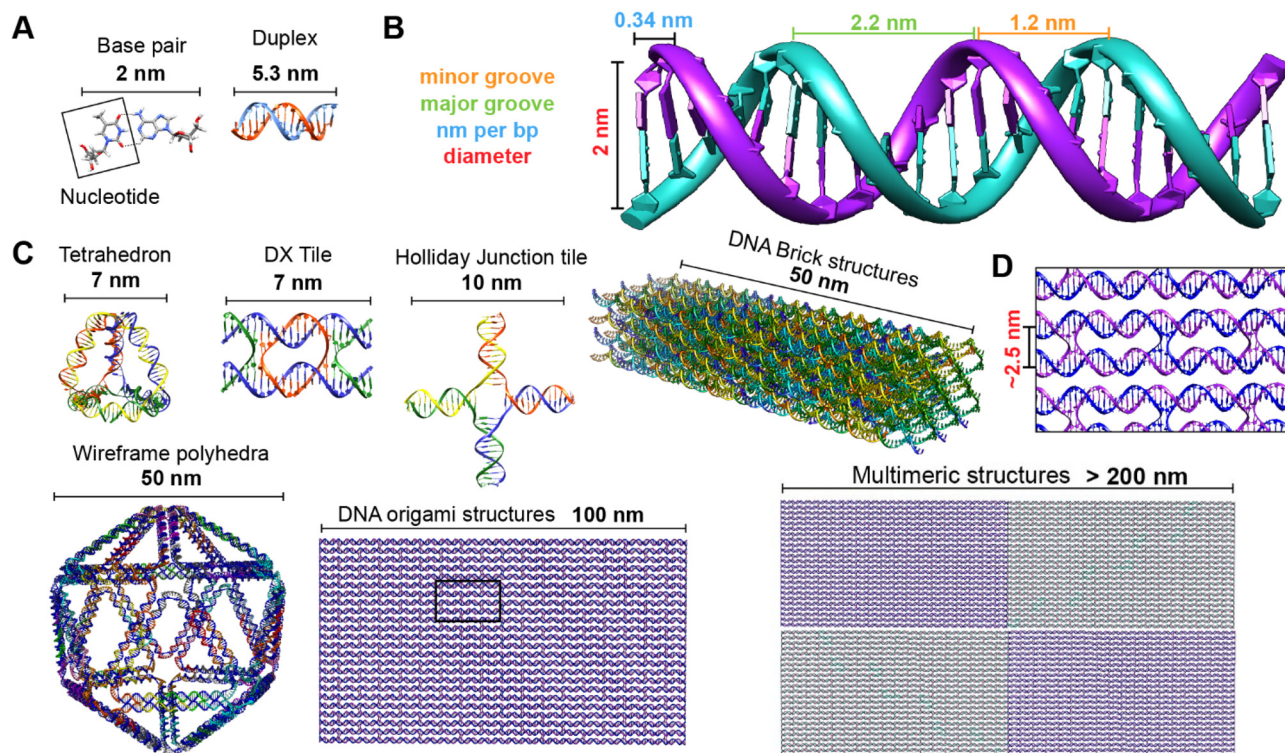 A
Base pair
2 nm
Duplex
5.3 nm
Nucleotide
B
minor groove
major groove
nm per bp
diameter
0.34 nm
2.2 nm
1.2 nm
2 nm
C
Tetrahedron
7 nm
DX Tile
7 nm
Holliday Junction tile
10 nm
DNA Brick structures
50 nm
D
~2.5 nm
Wireframe polyhedra
50 nm
DNA origami structures 100 nm
Multimeric structures > 200 nm